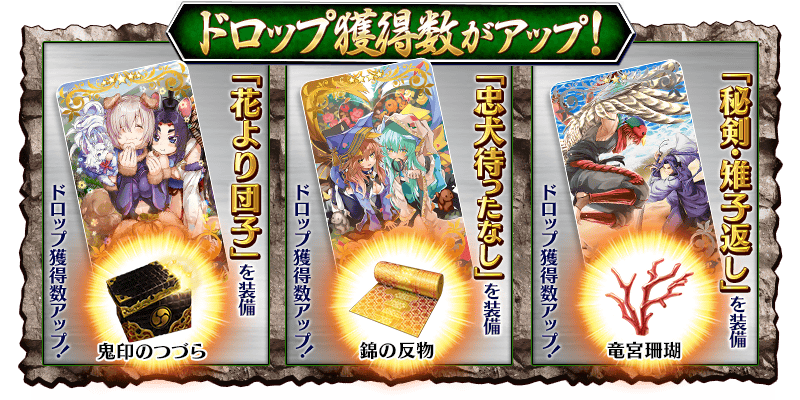 ドロップ獲得数がアップ！
「花より団子」を装備
ドロップ獲得数アップ！
鬼印のつづら
「忠犬待ったなし」を装備
ドロップ獲得数アップ！
錦の反物
「秘剣・雉子返し」を装備
ドロップ獲得数アップ！
竜宮珊瑚